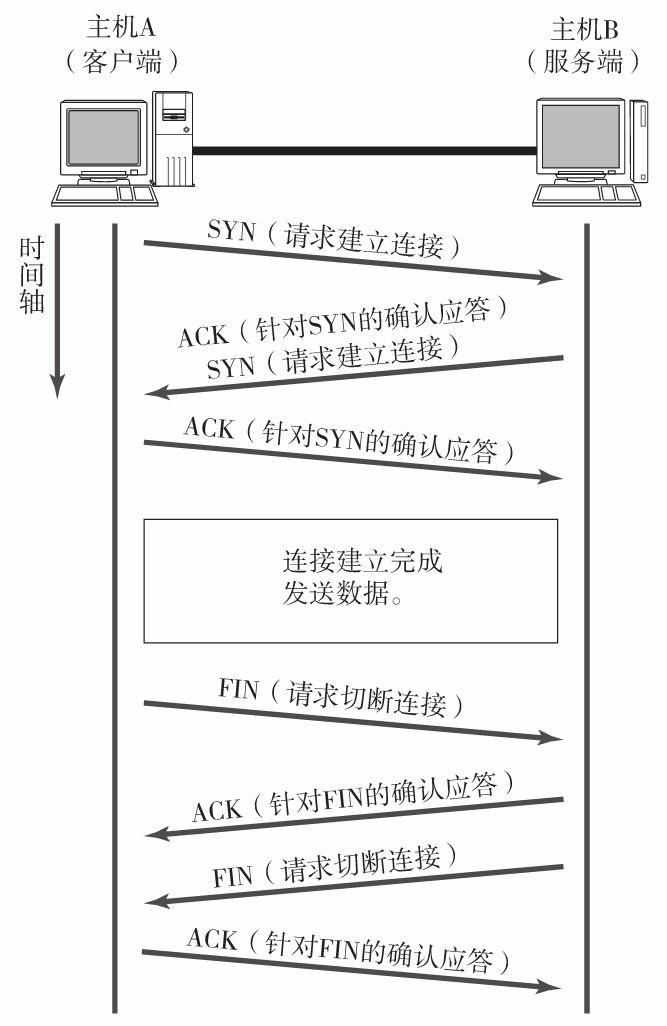 主机A
（客户端）
主机B
（服务端）
时间轴
SYN（请求建立连接）
ACK（针对SYN的确认应答）
SYN（请求建立连接）
ACK（针对SYN的确认应答）
连接建立完成
发送数据。
FIN（请求切断连接）
ACK（针对FIN的确认应答）
FIN（请求切断连接）
ACK（针对FIN的确认应答）